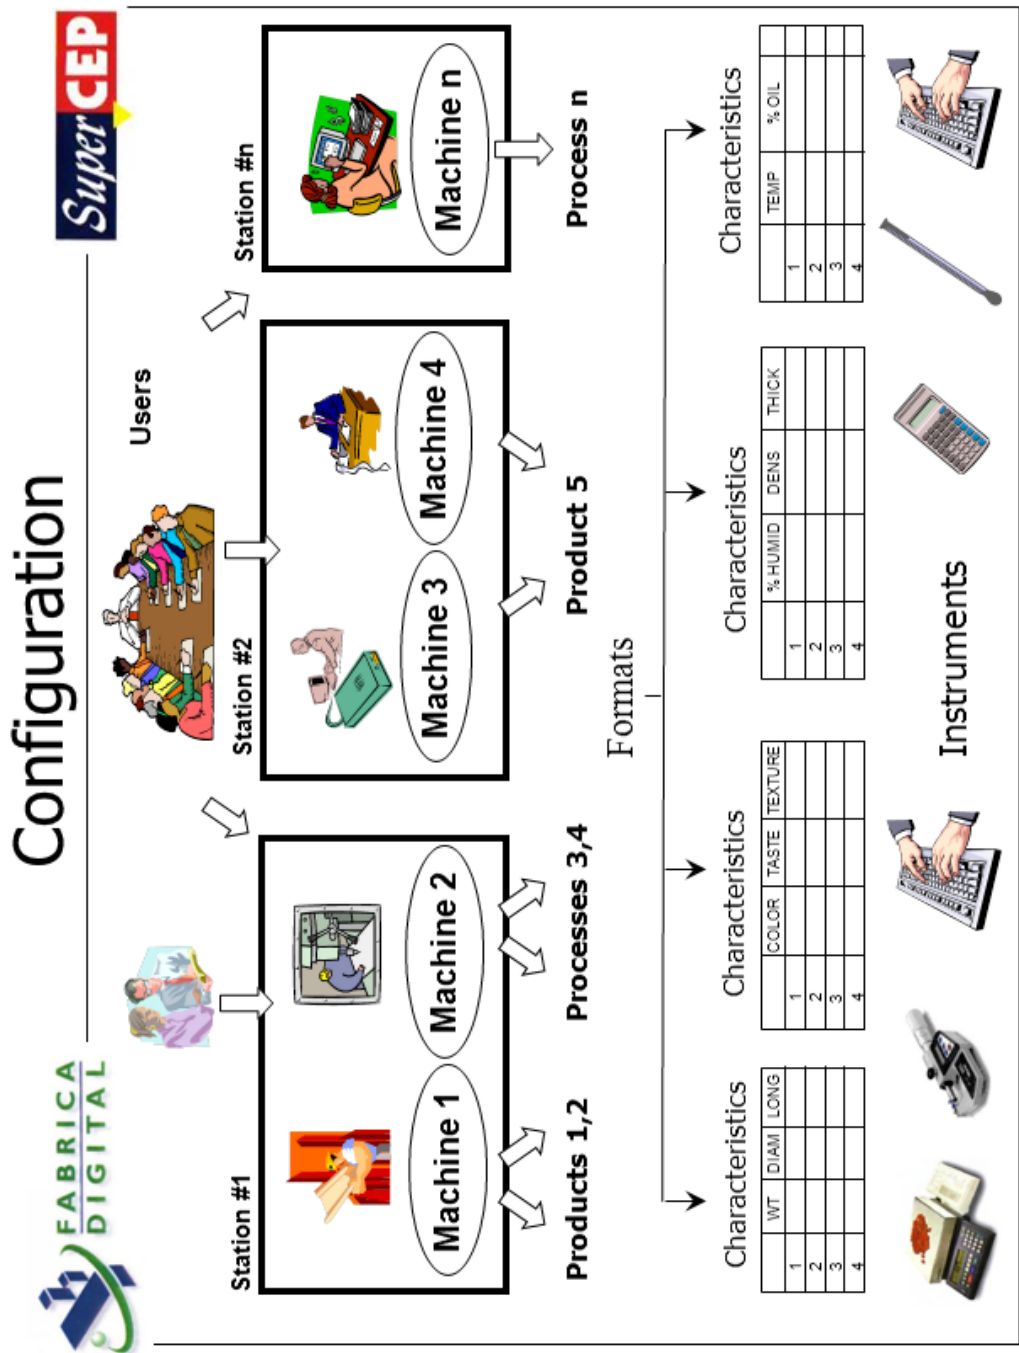 FABRICA
DIGITAL
Configuration
Super CEP
Users
Station #1
Station #2
Station #n
Machine 1
Machine 2
Machine 3
Machine 4
Machine n
Products 1,2
Processes 3,4
Product 5
Process n
Formats
Characteristics
WT DIAM LONG
1
2
3
4
Characteristics
COLOR TASTE TEXTURE
1
2
3
4
Characteristics
% HUMID DENS THICK
1
2
3
4
Characteristics
TEMP % OIL
1
2
3
4
Instruments